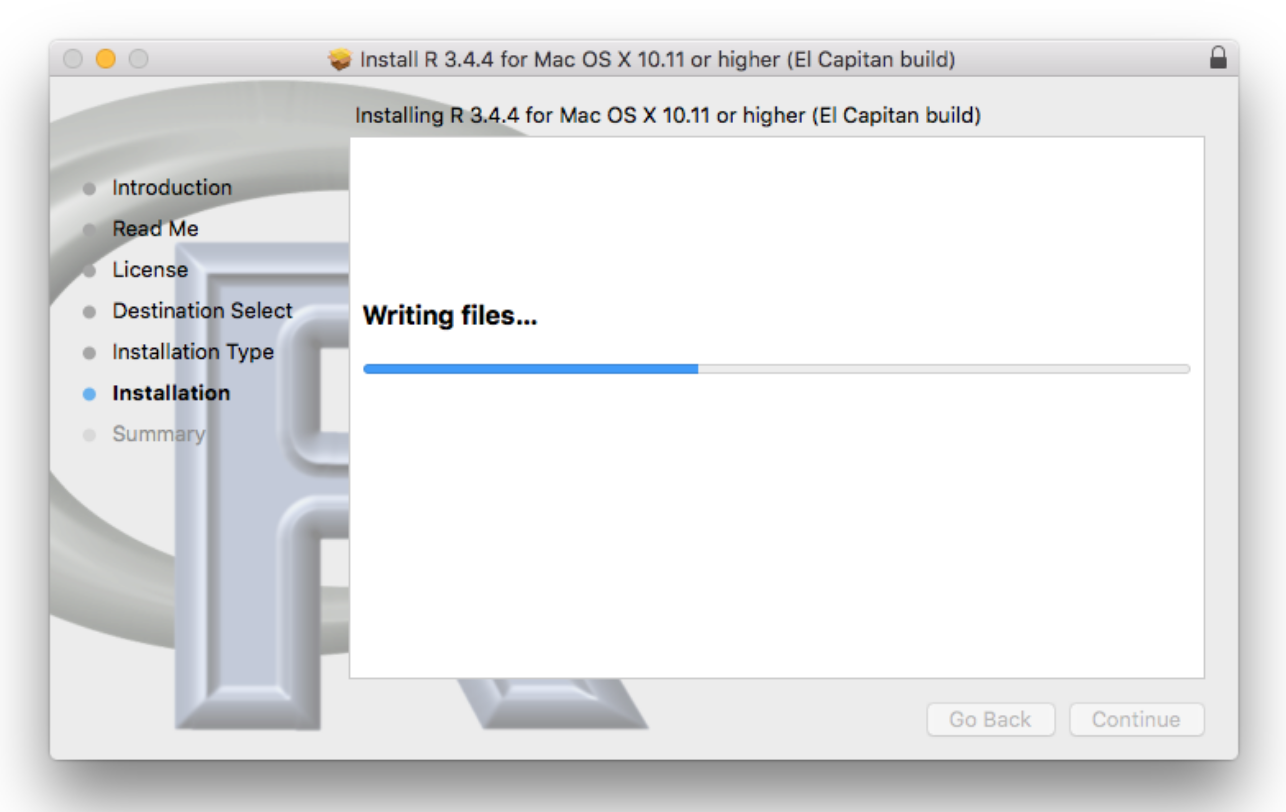 Install R 3.4.4 for Mac OS X 10.11 or higher (El Capitan build)
Installing R 3.4.4 for Mac OS X 10.11 or higher (El Capitan build)
Introduction
Read Me
License
Destination Select
Installation Type
Installation
Summary
Writing files...
Go Back
Continue
R